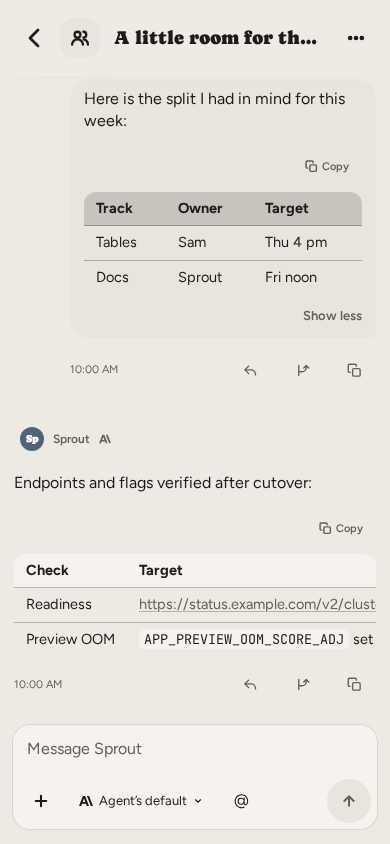 A little room for th...
Here is the split I had in mind for this
week:
Copy
Track Owner Target
Tables Sam Thu 4 pm
Docs Sprout Fri noon
Show less
10:00 AM
Sp Sprout A\
Endpoints and flags verified after cutover:
Copy
Check Target
Readiness https://status.example.com/v2/clust
Preview OOM APP_PREVIEW_OOM_SCORE_ADJ set
10:00 AM
Message Sprout
A\ Agent’s default @